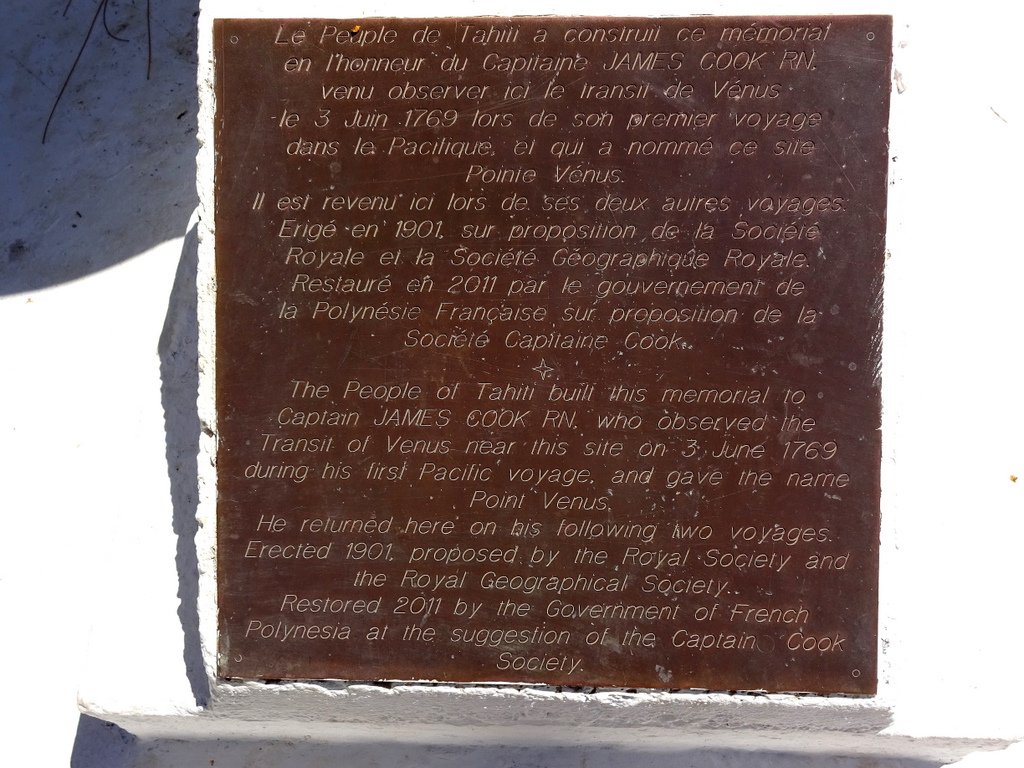 Le Peuple de Tahiti a construit ce mémorial
en l'honneur du Capitaine JAMES COOK RN.
venu observer ici le transit de Vénus
le 3 Juin 1769 lors de son premier voyage
dans le Pacifique, et qui a nommé ce site
Pointe Vénus.
Il est revenu ici lors de ses deux autres voyages.
Erigé en 1901, sur proposition de la Société
Royale et la Société Géographique Royale.
Restauré en 2011 par le gouvernement de
la Polynésie Française sur proposition de la
Société Capitaine Cook.
The People of Tahiti built this memorial to
Captain JAMES COOK RN. who observed the
Transit of Venus near this site on 3 June 1769
during his first Pacific voyage, and gave the name
Point Venus.
He returned here on his following two voyages.
Erected 1901, proposed by the Royal Society and
the Royal Geographical Society.
Restored 2011 by the Government of French
Polynesia at the suggestion of the Captain Cook
Society.